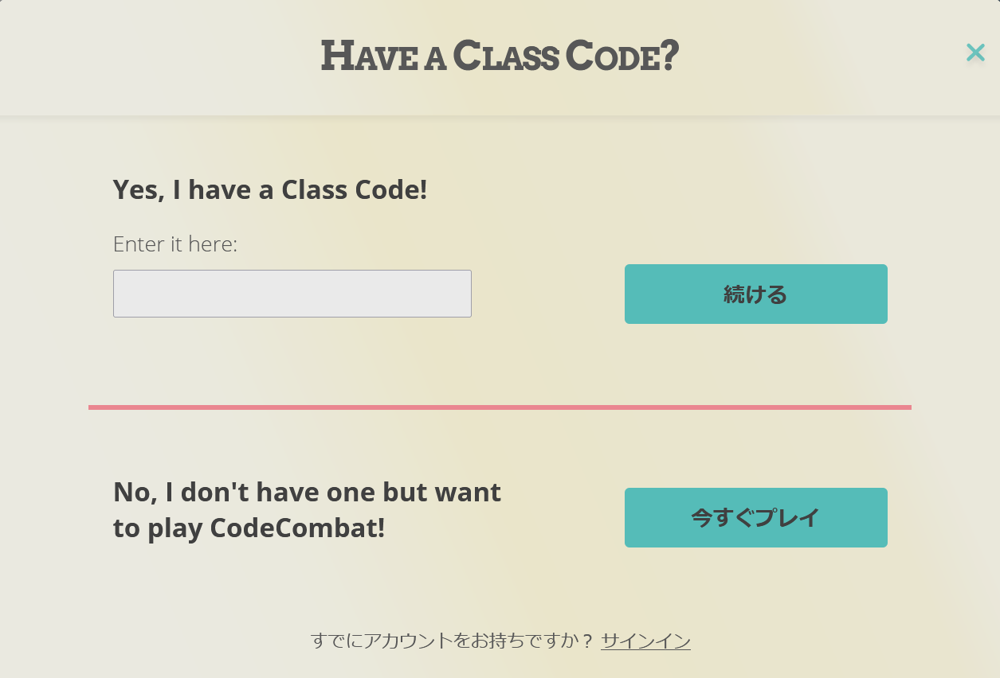 Have a Class Code?
Yes, I have a Class Code!
Enter it here:
続ける
No, I don't have one but want
to play CodeCombat!
今すぐプレイ
すでにアカウントをお持ちですか？ サインイン